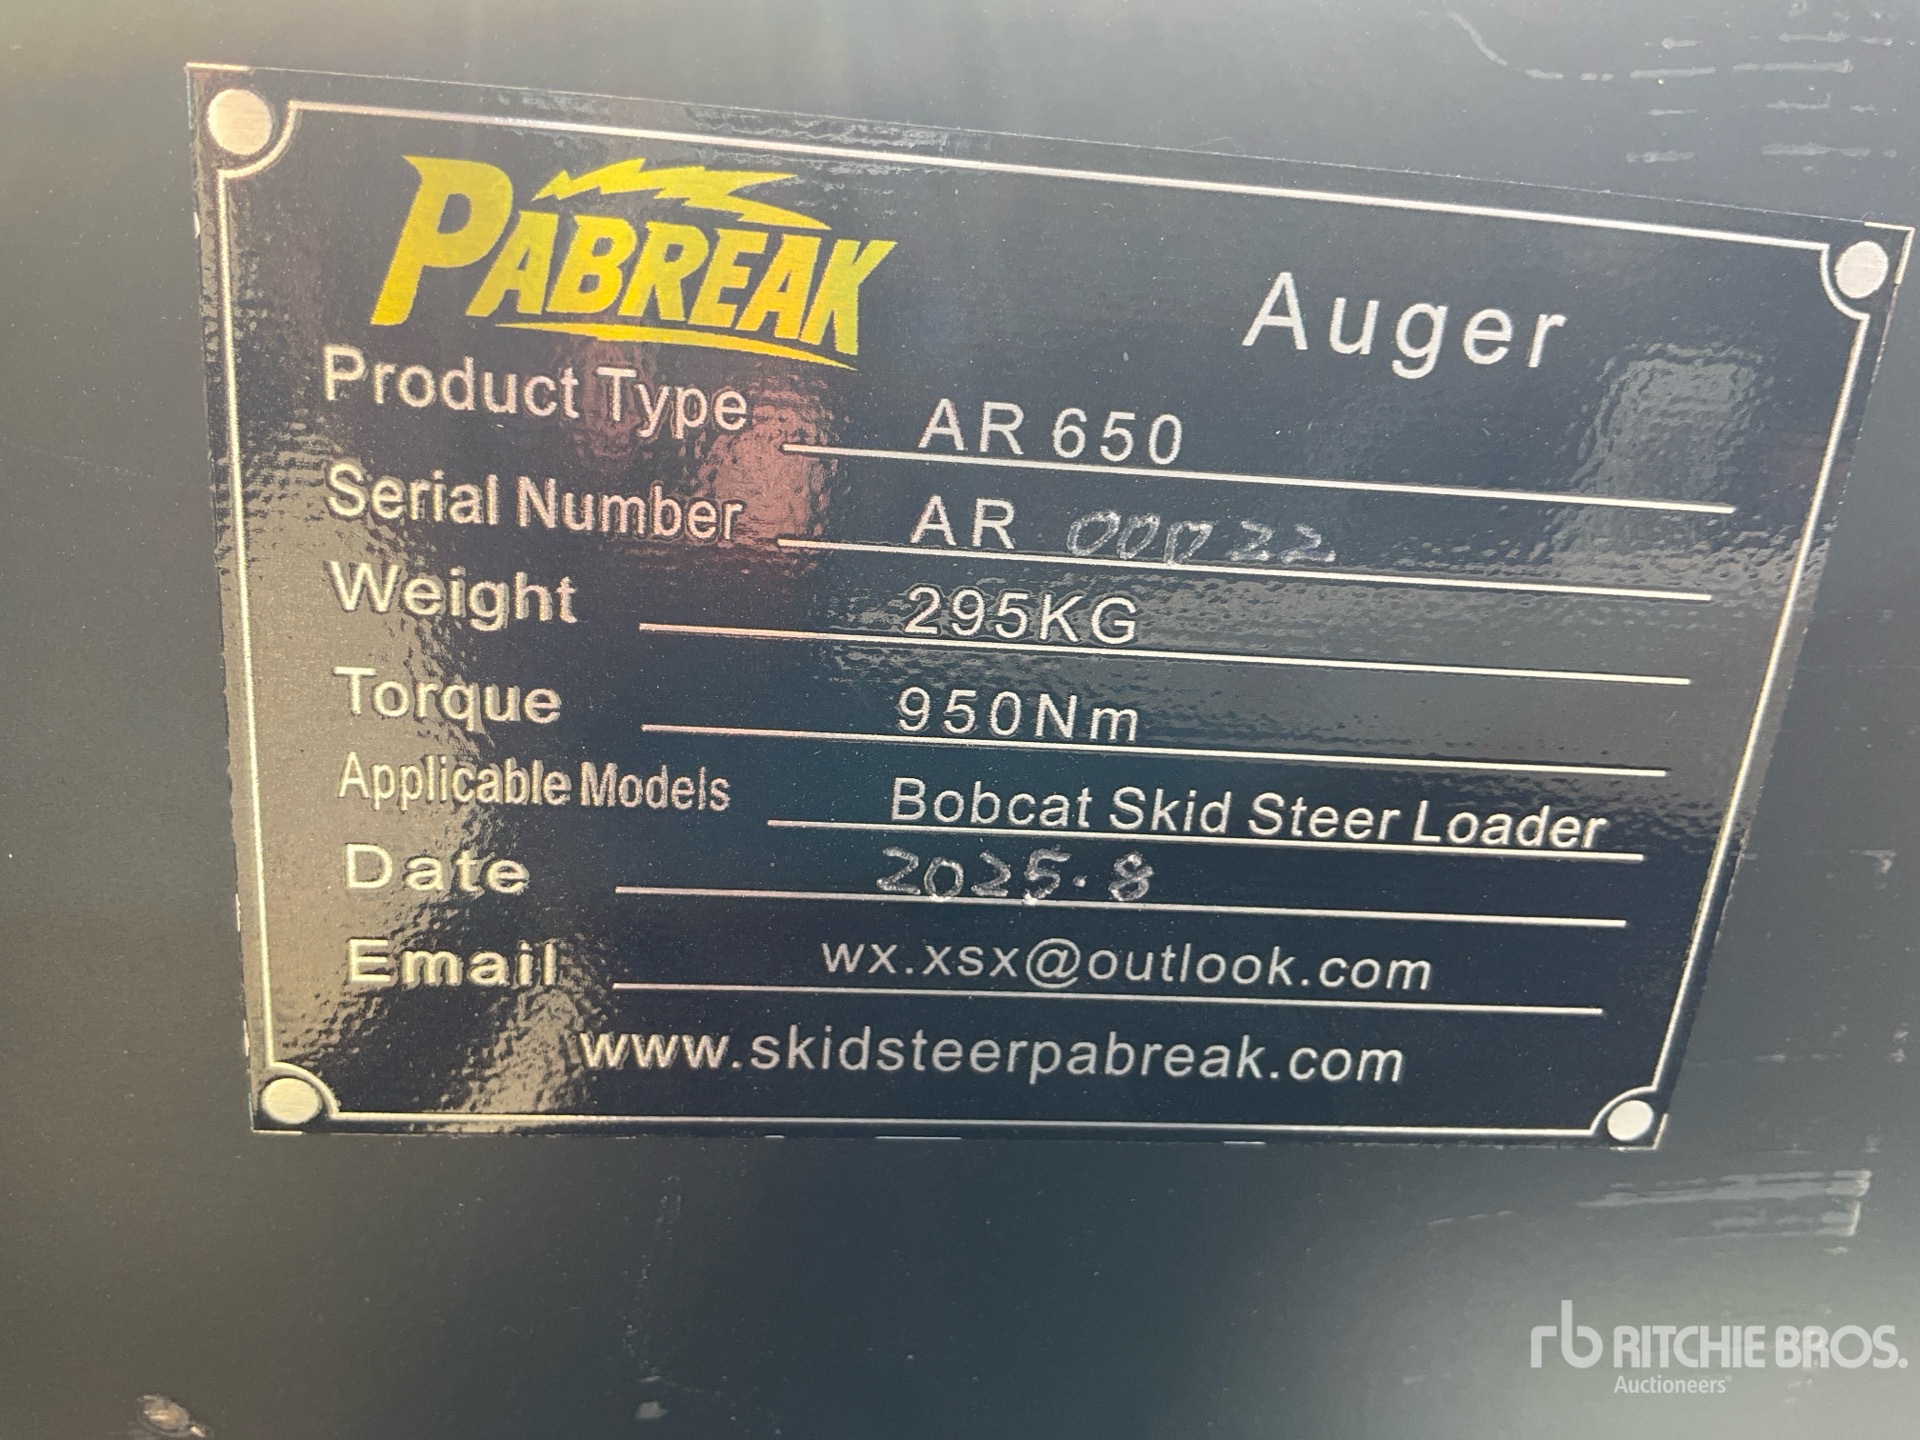 PABREAK
Auger
Product Type AR 650
Serial Number AR 00022
Weight 295KG
Torque 950Nm
Applicable Models Bobcat Skid Steer Loader
Date 2025.8
Email wx.xsx@outlook.com
www.skidsteerpabreak.com
rb RITCHIE BROS.
Auctioneers